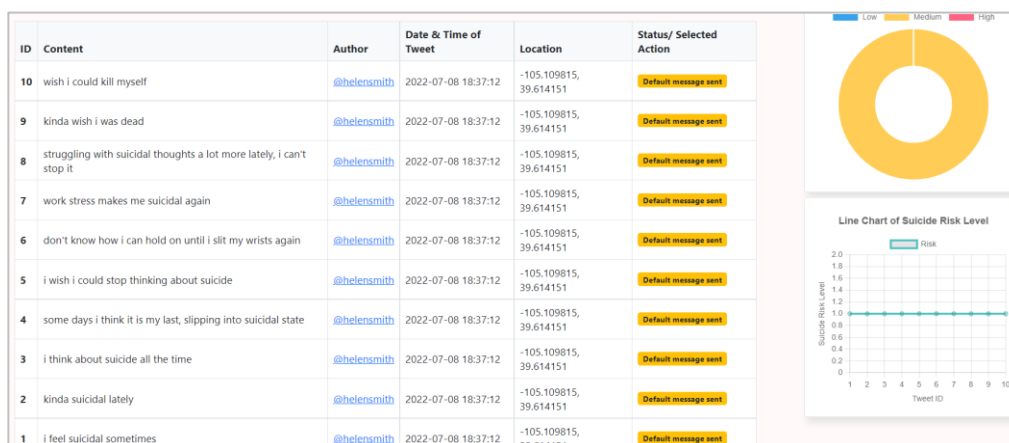 ID Content Author Date & Time of Tweet Location Status/ Selected Action
10 wish i could kill myself @helensmith 2022-07-08 18:37:12 -105.109815, 39.614151 Default message sent
9 kinda wish i was dead @helensmith 2022-07-08 18:37:12 -105.109815, 39.614151 Default message sent
8 struggling with suicidal thoughts a lot more lately, i can't stop it @helensmith 2022-07-08 18:37:12 -105.109815, 39.614151 Default message sent
7 work stress makes me suicidal again @helensmith 2022-07-08 18:37:12 -105.109815, 39.614151 Default message sent
6 don't know how i can hold on until i slit my wrists again @helensmith 2022-07-08 18:37:12 -105.109815, 39.614151 Default message sent
5 i wish i could stop thinking about suicide @helensmith 2022-07-08 18:37:12 -105.109815, 39.614151 Default message sent
4 some days i think it is my last, slipping into suicidal state @helensmith 2022-07-08 18:37:12 -105.109815, 39.614151 Default message sent
3 i think about suicide all the time @helensmith 2022-07-08 18:37:12 -105.109815, 39.614151 Default message sent
2 kinda suicidal lately @helensmith 2022-07-08 18:37:12 -105.109815, 39.614151 Default message sent
1 i feel suicidal sometimes @helensmith 2022-07-08 18:37:12 -105.109815, Default message sent
Low Medium High
Line Chart of Suicide Risk Level
Risk
Suicide Risk Level
2.0
1.8
1.6
1.4
1.2
1.0
0.8
0.6
0.4
0.2
0
1 2 3 4 5 6 7 8 9 10
Tweet ID